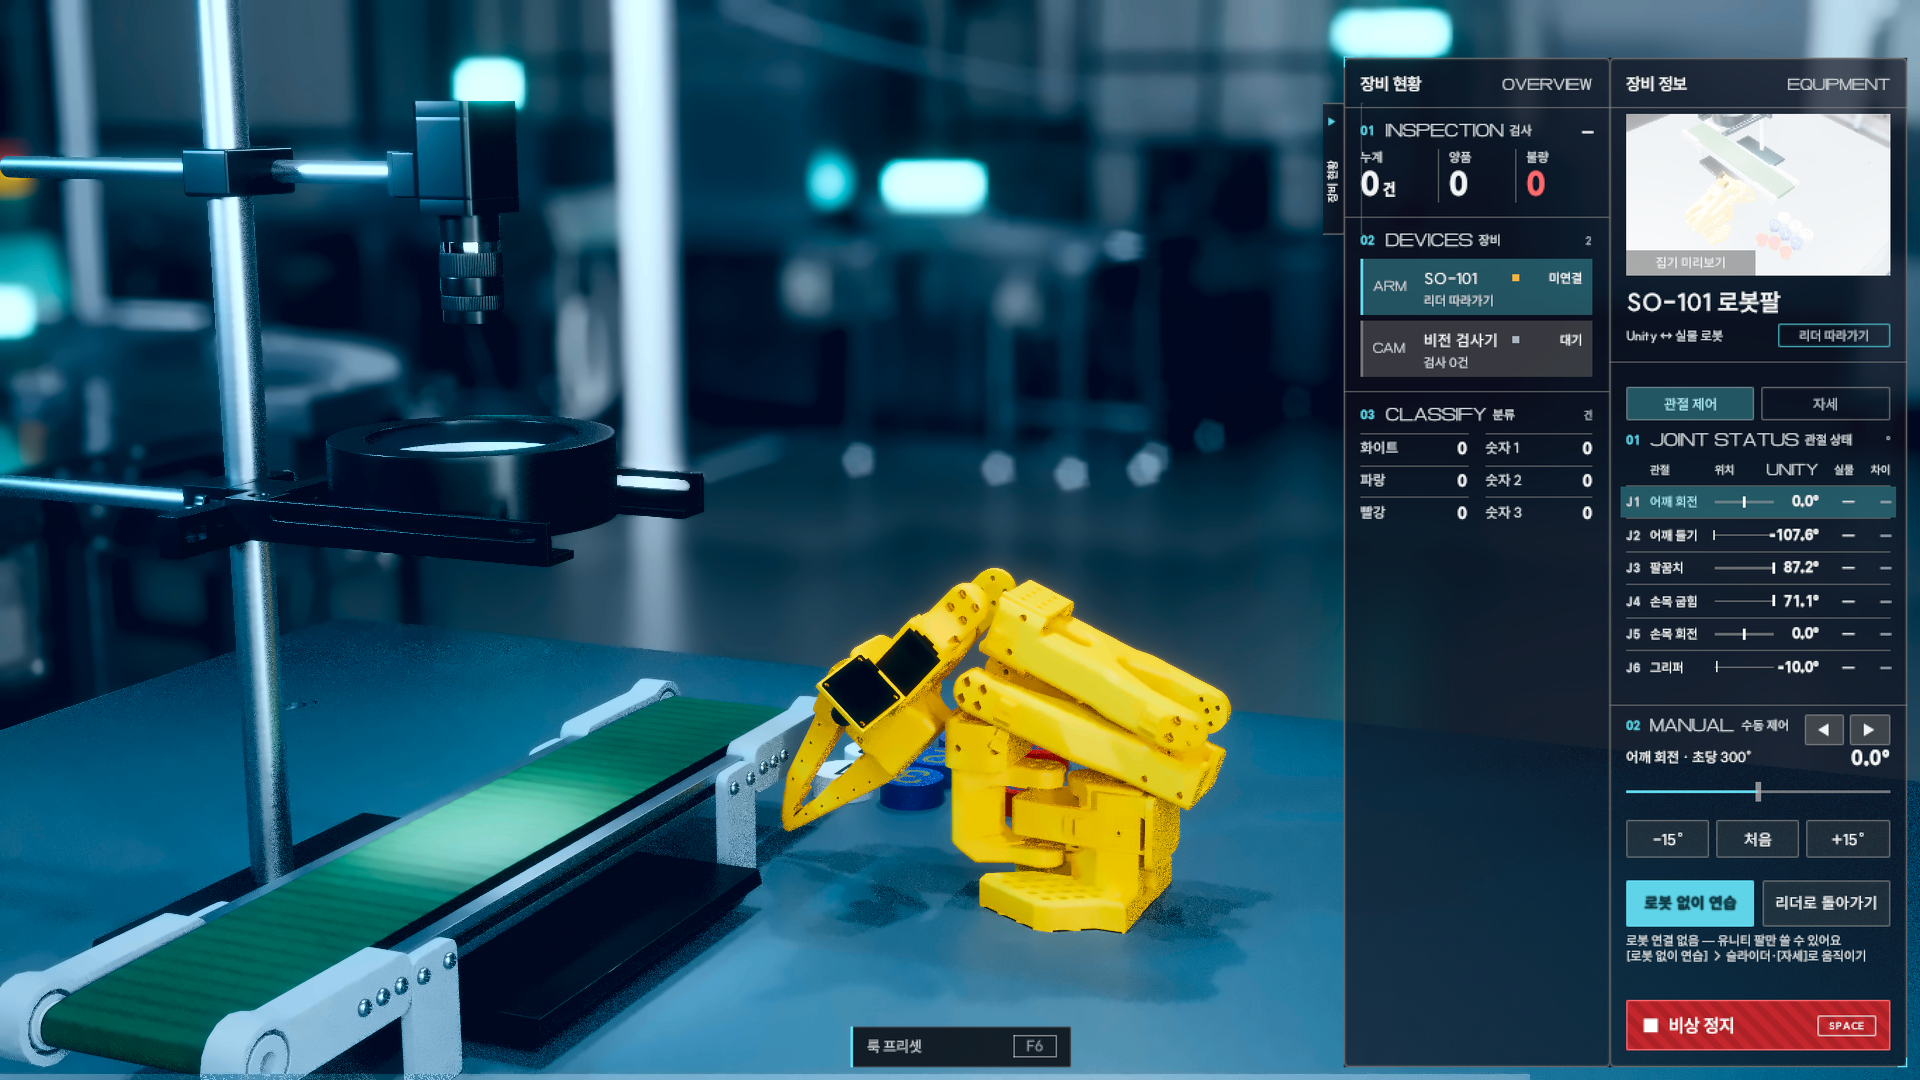 장비 현황 OVERVIEW
장비 현황
01 INSPECTION 검사
누계 양품 불량
0건 0 0
02 DEVICES 장비 2
ARM SO-101 미연결
리더 따라가기
CAM 비전 검사기 대기
검사 0건
03 CLASSIFY 분류 건
화이트 0 숫자 1 0
파랑 0 숫자 2 0
빨강 0 숫자 3 0
장비 정보 EQUIPMENT
집기 미리보기
SO-101 로봇팔
Unity ↔ 실물 로봇 리더 따라가기
관절 제어 자세
01 JOINT STATUS 관절 상태 °
관절 위치 UNITY 실물 차이
J1 어깨 회전 0.0° — —
J2 어깨 들기 -107.6° — —
J3 팔꿈치 87.2° — —
J4 손목 굽힘 71.1° — —
J5 손목 회전 0.0° — —
J6 그리퍼 -10.0° — —
02 MANUAL 수동 제어 ◀ ▶
어깨 회전 · 초당 300° 0.0°
-15° 처음 +15°
로봇 없이 연습 리더로 돌아가기
로봇 연결 없음 — 유니티 팔만 쓸 수 있어요
[로봇 없이 연습] > 슬라이더·[자세]로 움직이기
비상 정지 SPACE
룩 프리셋 F6